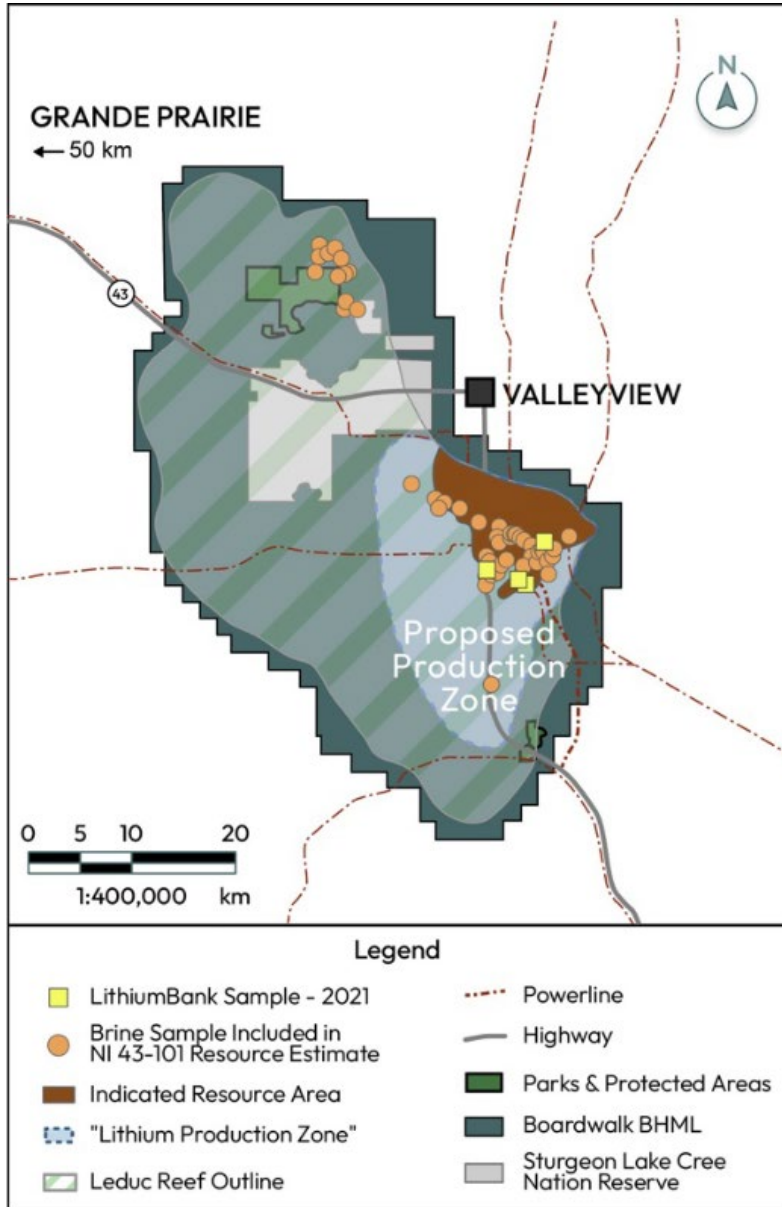 N
GRANDE PRAIRIE
← 50 km
43
VALLEYVIEW
Proposed
Production
Zone
0 5 10 20
1:400,000 km
Legend
LithiumBank Sample - 2021
Brine Sample Included in
NI 43-101 Resource Estimate
Indicated Resource Area
"Lithium Production Zone"
Leduc Reef Outline
Powerline
Highway
Parks & Protected Areas
Boardwalk BHML
Sturgeon Lake Cree
Nation Reserve